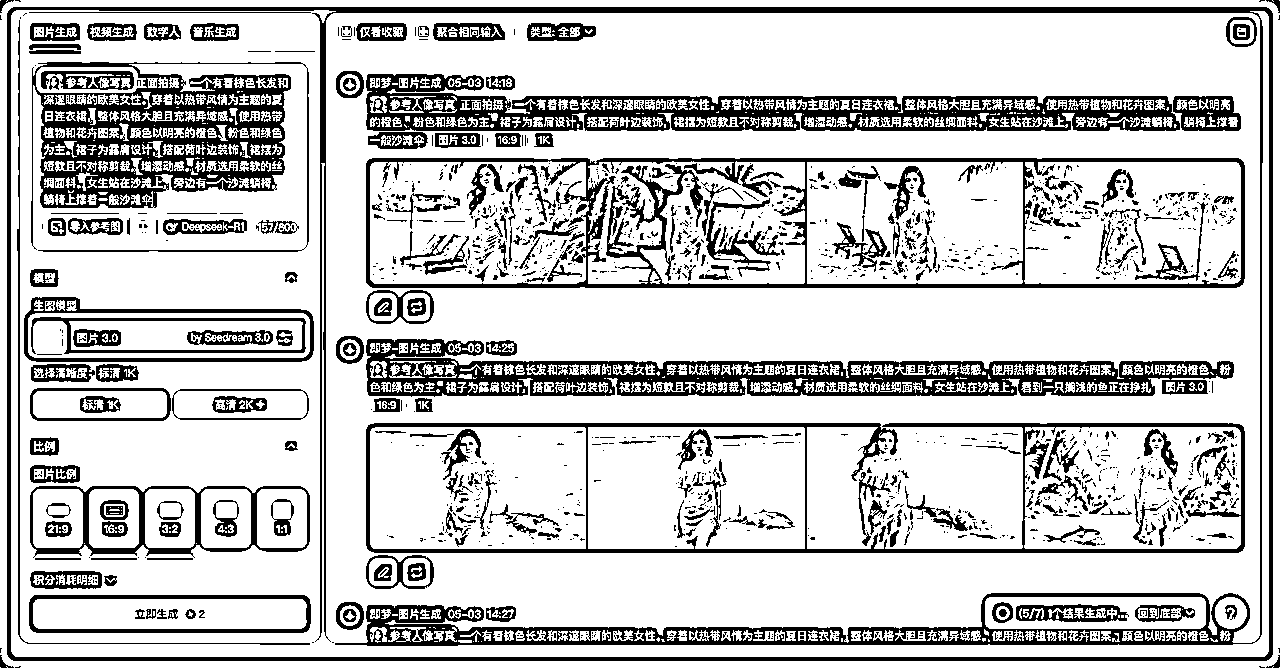 图片生成 视频生成 数字人 音乐生成
参考人像写真 正面拍摄 一个有着棕色长发和
深邃眼睛的欧美女性，穿着以热带风情为主题的夏
日连衣裙，整体风格大胆且充满异域感，使用热带
植物和花卉图案，颜色以明亮的橙色、粉色和绿色
为主，裙子为露肩设计，搭配荷叶边装饰，裙摆为
短款且不对称剪裁，增添动感，材质选用柔软的丝
绸面料，女生站在沙滩上，旁边有一个沙滩躺椅，
躺椅上撑着一般沙滩伞
导入参考图 Deepseek-R1 157/800
模型
生图模型
图片 3.0 by Seedream 3.0
选择清晰度 标清 1K
标清 1K 高清 2K
比例
图片比例
21:9 16:9 3:2 4:3 1:1
积分消耗明细
立即生成 2
仅看收藏 聚合相同输入 类型: 全部
即梦-图片生成 05-03 14:18
参考人像写真 正面拍摄 一个有着棕色长发和深邃眼睛的欧美女性，穿着以热带风情为主题的夏日连衣裙，整体风格大胆且充满异域感，使用热带植物和花卉图案，颜色以明亮
的橙色、粉色和绿色为主，裙子为露肩设计，搭配荷叶边装饰，裙摆为短款且不对称剪裁，增添动感，材质选用柔软的丝绸面料，女生站在沙滩上，旁边有一个沙滩躺椅，躺椅上撑着
一般沙滩伞 图片 3.0 16:9 1K
即梦-图片生成 05-03 14:25
参考人像写真 一个有着棕色长发和深邃眼睛的欧美女性，穿着以热带风情为主题的夏日连衣裙，整体风格大胆且充满异域感，使用热带植物和花卉图案，颜色以明亮的橙色、粉
色和绿色为主，裙子为露肩设计，搭配荷叶边装饰，裙摆为短款且不对称剪裁，增添动感，材质选用柔软的丝绸面料，女生站在沙滩上，看到一只搁浅的鱼正在挣扎 图片 3.0
16:9 1K
即梦-图片生成 05-03 14:27
参考人像写真 一个有着棕色长发和深邃眼睛的欧美女性，穿着以热带风情为主题的夏日连衣裙，整体风格大胆且充满异域感，使用热带植物和花卉图案，颜色以明亮的橙色、粉
(5/7) 1个结果生成中... 回到底部